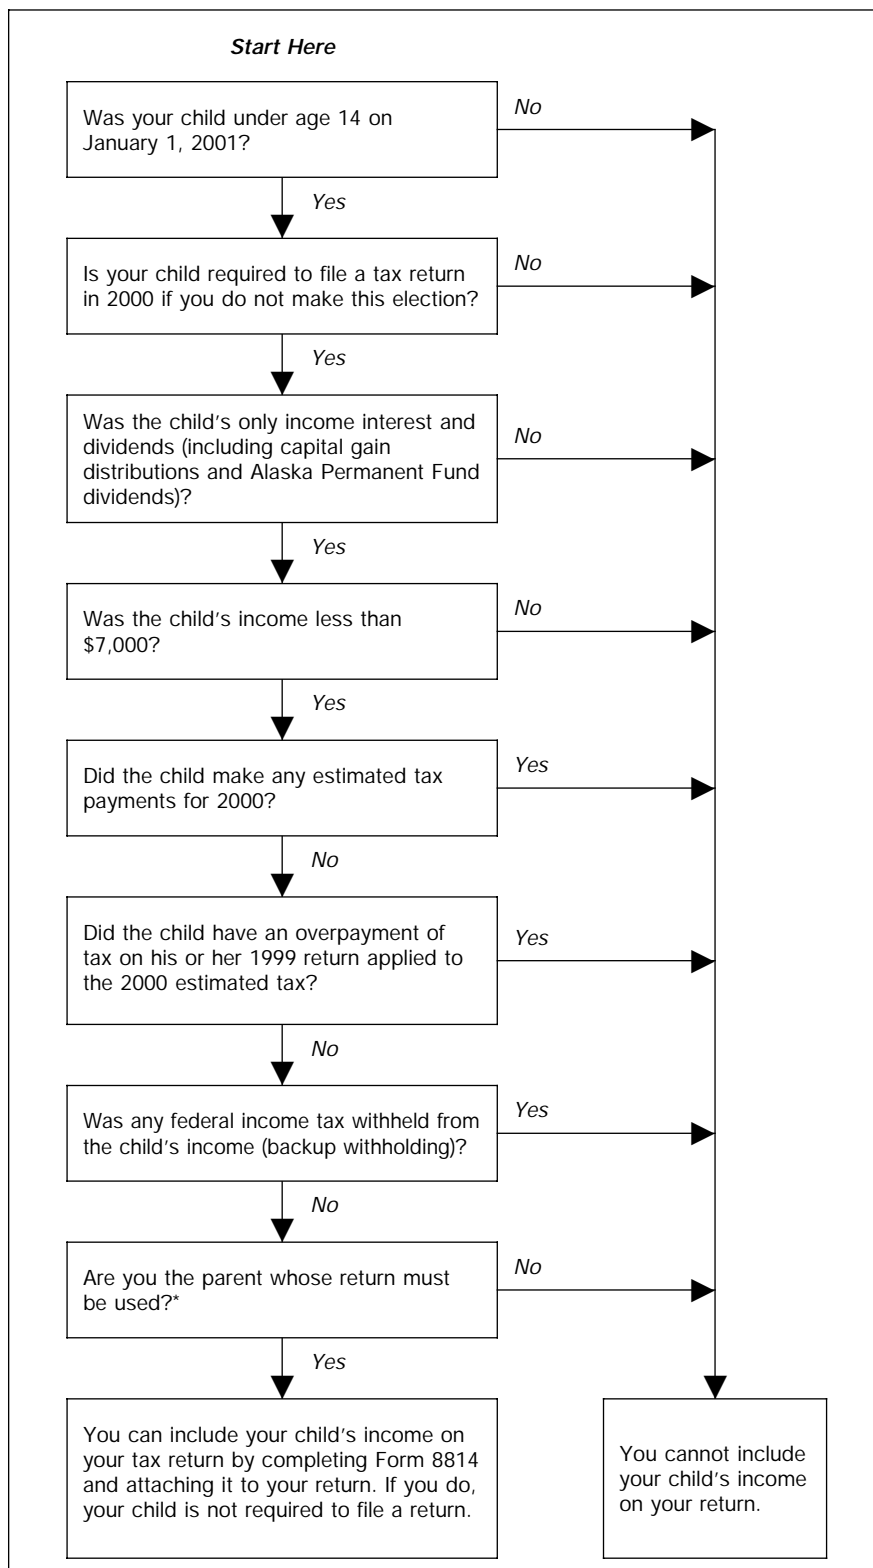 Start Here
Was your child under age 14 on
January 1, 2001?
No
Yes
Is your child required to file a tax return
in 2000 if you do not make this election?
No
Yes
Was the child's only income interest and
dividends (including capital gain
distributions and Alaska Permanent Fund
dividends)?
No
Yes
Was the child's income less than
$7,000?
No
Yes
Did the child make any estimated tax
payments for 2000?
Yes
No
Did the child have an overpayment of
tax on his or her 1999 return applied to
the 2000 estimated tax?
Yes
No
Was any federal income tax withheld from
the child's income (backup withholding)?
Yes
No
Are you the parent whose return must
be used?*
No
Yes
You can include your child's income on
your tax return by completing Form 8814
and attaching it to your return. If you do,
your child is not required to file a return.
You cannot include
your child's income
on your return.